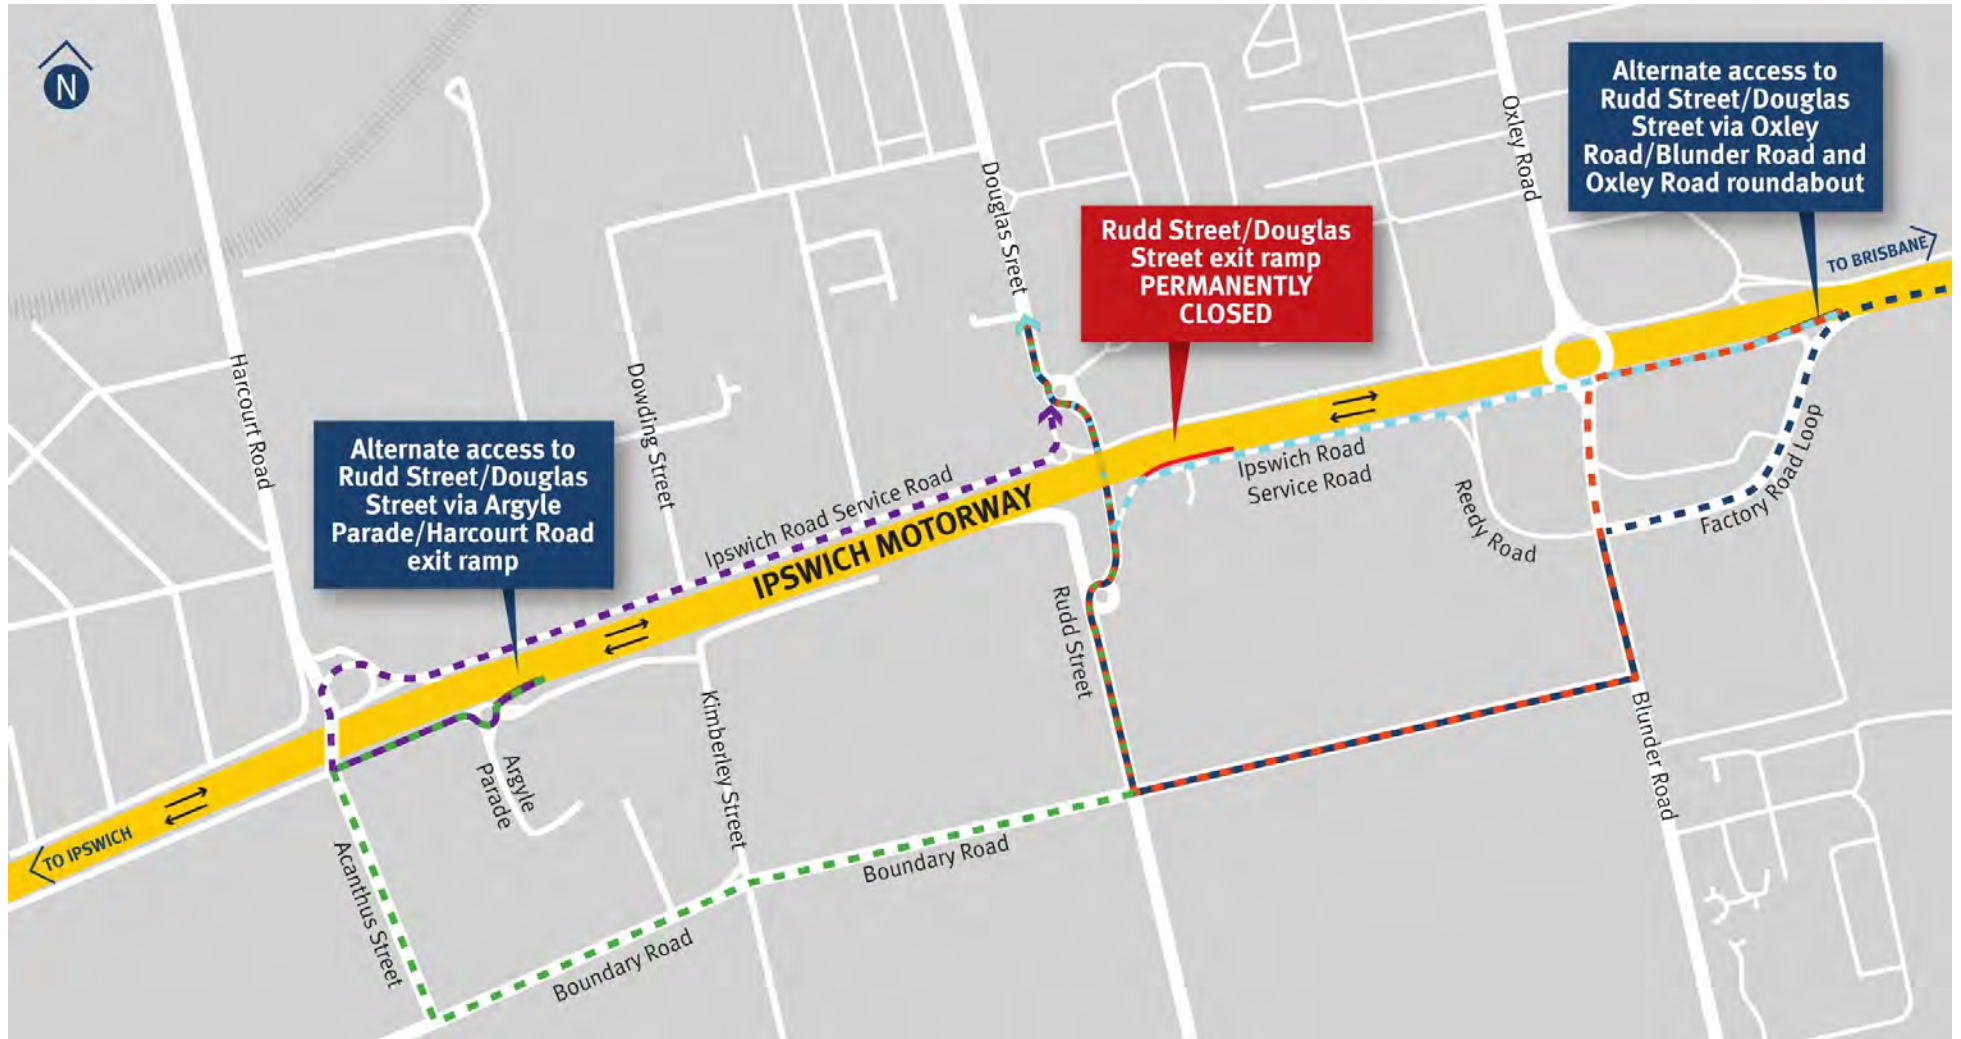 N
Alternate access to
Rudd Street/Douglas
Street via Oxley
Road/Blunder Road and
Oxley Road roundabout
Oxley Road
Douglas Sreet
Rudd Street/Douglas
Street exit ramp
PERMANENTLY
CLOSED
TO BRISBANE
Harcourt Road
Dowding Street
Alternate access to
Rudd Street/Douglas
Street via Argyle
Parade/Harcourt Road
exit ramp
Ipswich Road Service Road
IPSWICH MOTORWAY
Ipswich Road
Service Road
Reedy Road
Factory Road Loop
Rudd Street
Kimberley Street
Blunder Road
Argyle
Parade
TO IPSWICH
Acanthus Street
Boundary Road
Boundary Road